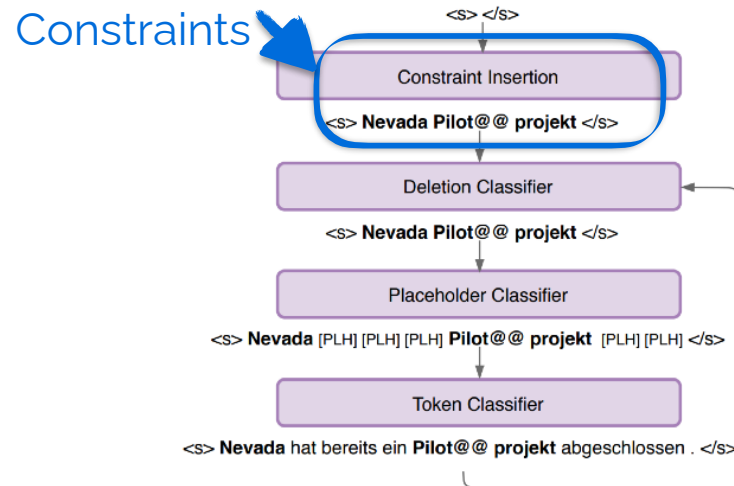 Constraints
<s> </s>
Constraint Insertion
<s> Nevada Pilot@@ projekt </s>
Deletion Classifier
<s> Nevada Pilot@@ projekt </s>
Placeholder Classifier
<s> Nevada [PLH] [PLH] [PLH] Pilot@@ projekt [PLH] [PLH] </s>
Token Classifier
<s> Nevada hat bereits ein Pilot@@ projekt abgeschlossen . </s>